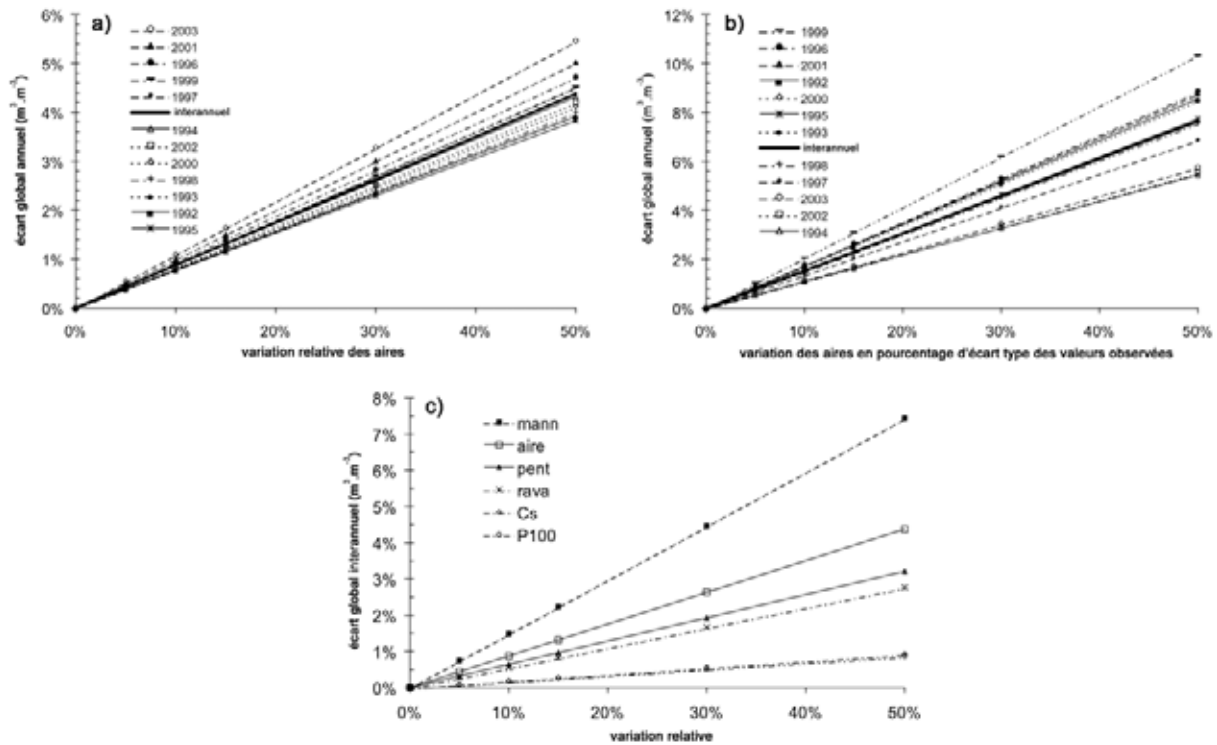 a)
6%
5%
4%
3%
2%
1%
0%
écart global annuel (m³.m⁻³)
2003
2001
1996
1999
1997
interannuel
1994
2002
2000
1998
1993
1992
1995
0% 10% 20% 30% 40% 50%
variation relative des aires
b)
12%
10%
8%
6%
4%
2%
0%
écart global annuel (m³.m⁻³)
1999
1996
2001
1992
2000
1995
1993
interannuel
1998
1997
2003
2002
1994
0% 10% 20% 30% 40% 50%
variation des aires en pourcentage d'écart type des valeurs observées
c)
8%
7%
6%
5%
4%
3%
2%
1%
0%
écart global interannuel (m³.m⁻³)
mann
aire
pent
rava
Cs
P100
0% 10% 20% 30% 40% 50%
variation relative